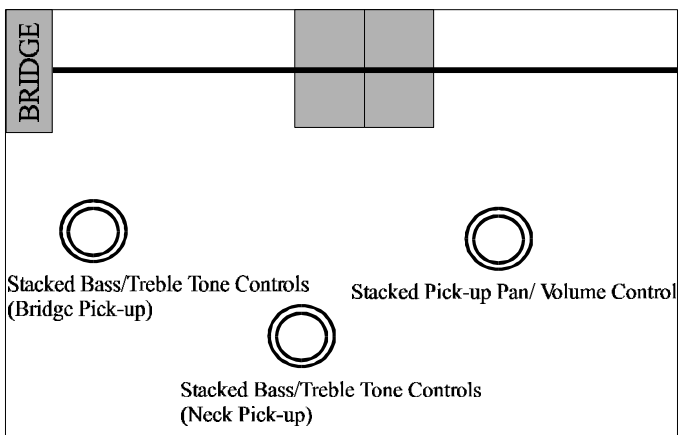 BRIDGE
Stacked Bass/Treble Tone Controls
(Bridge Pick-up)
Stacked Pick-up Pan/ Volume Control
Stacked Bass/Treble Tone Controls
(Neck Pick-up)